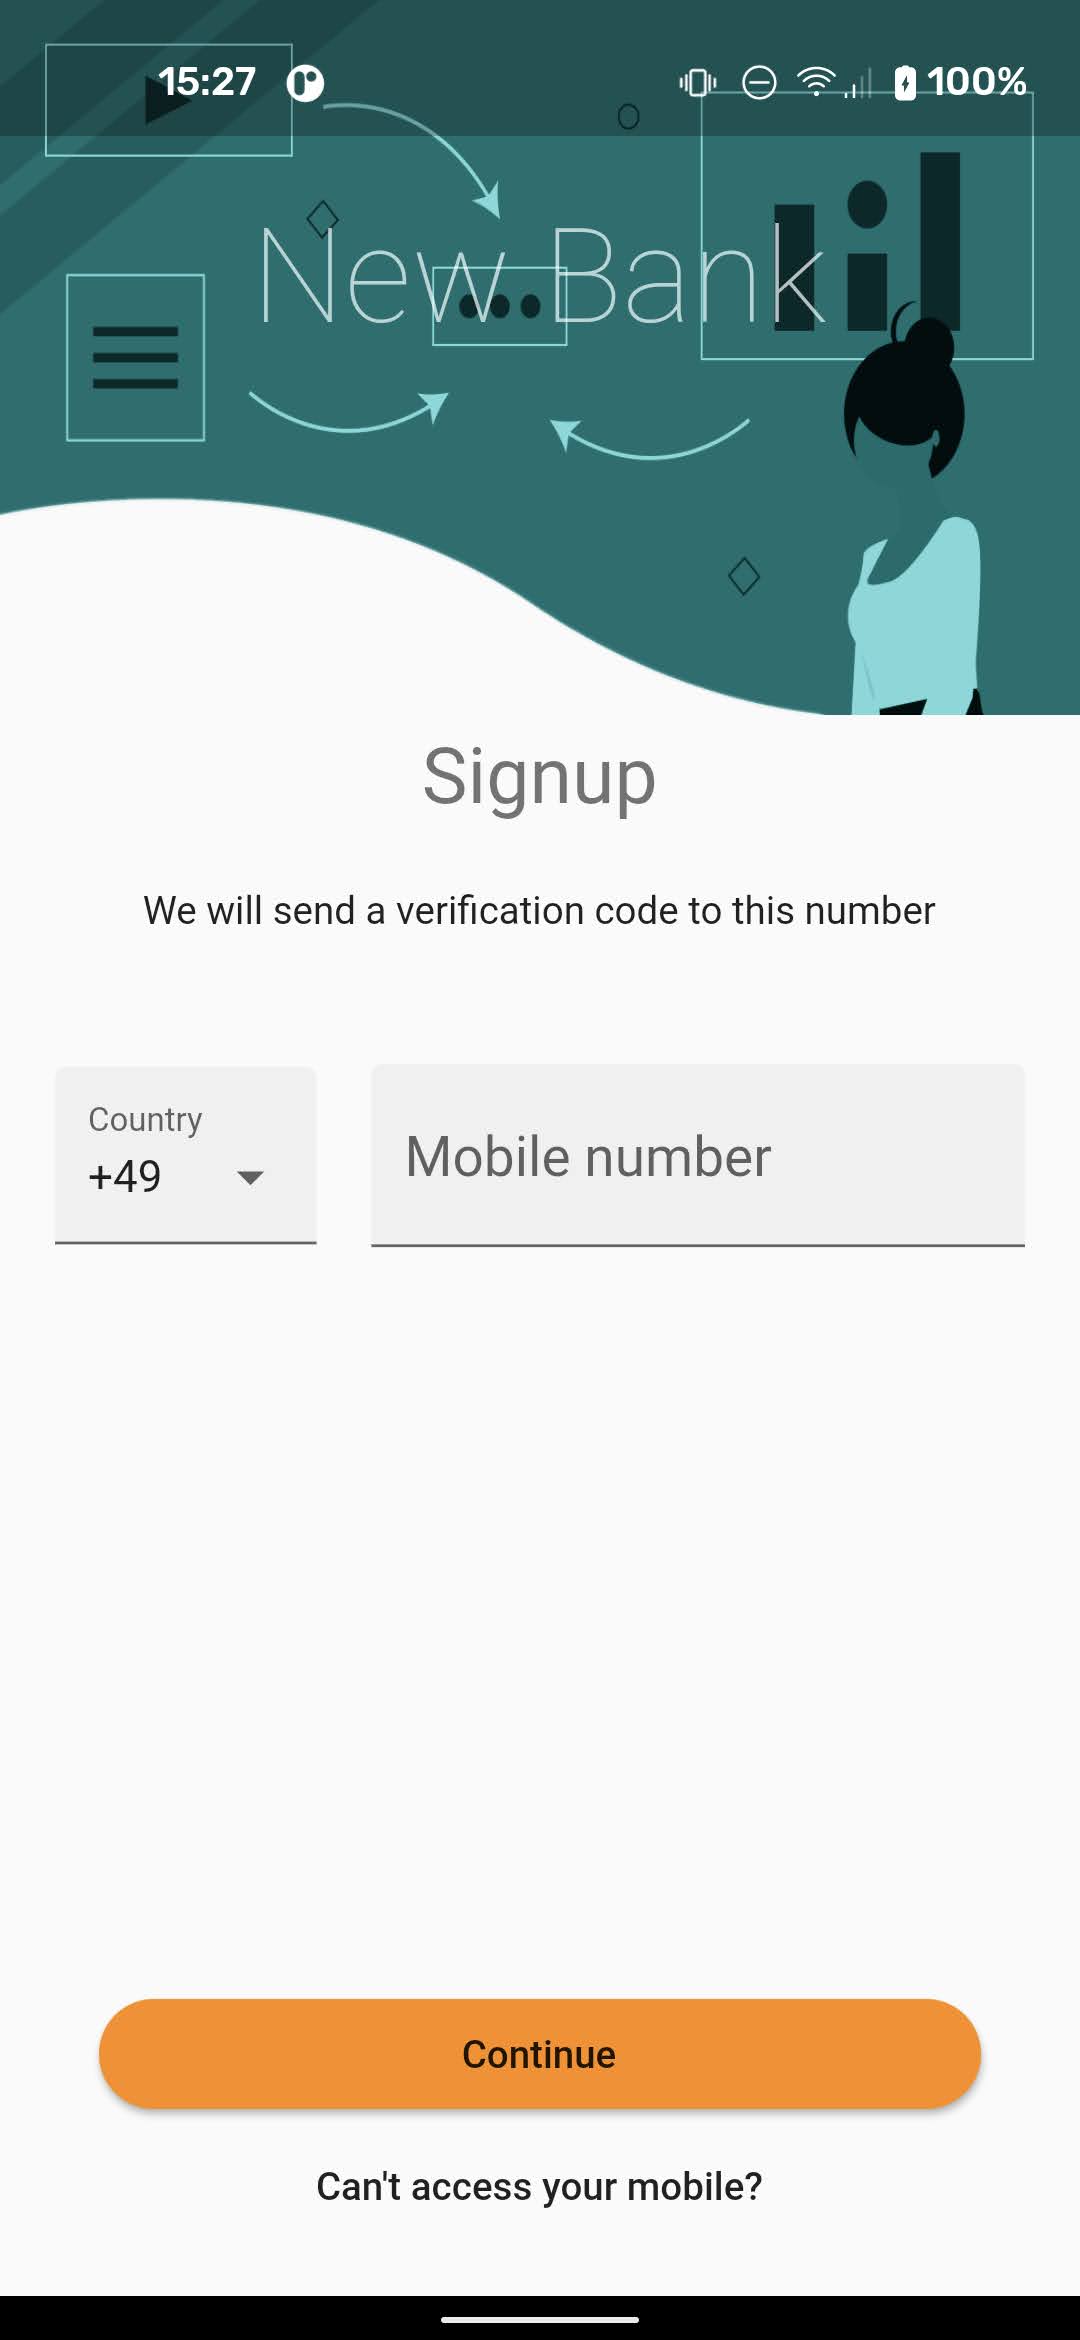 15:27
100%
New Bank
Signup
We will send a verification code to this number
Country
+49
Mobile number
Continue
Can't access your mobile?